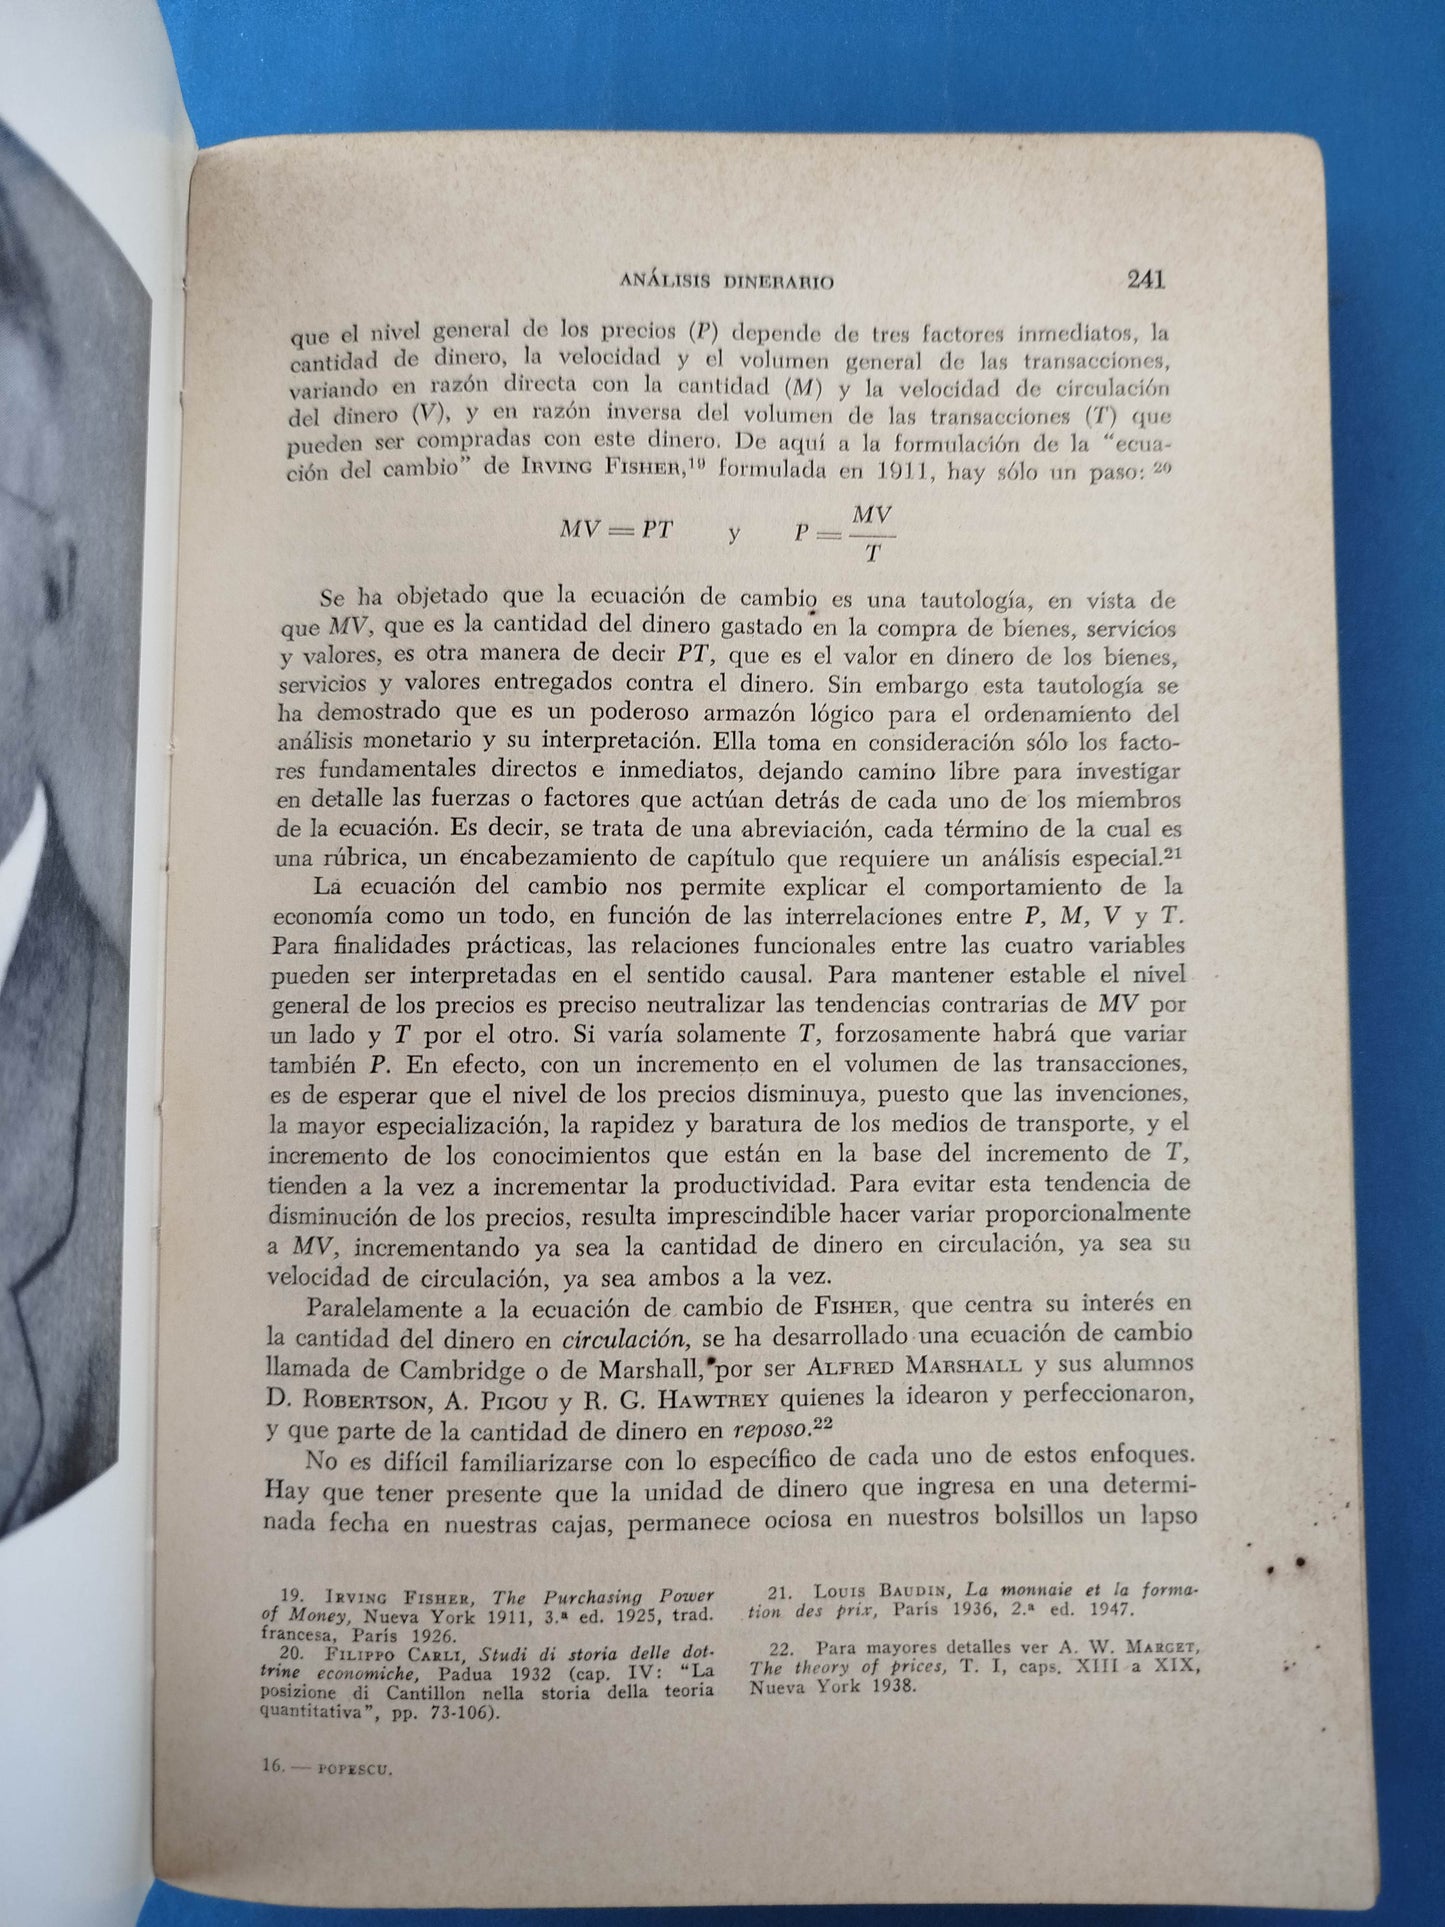 ANÁLISIS DINERARIO 241
que el nivel general de los precios (P) depende de tres factores inmediatos, la
cantidad de dinero, la velocidad y el volumen general de las transacciones,
variando en razón directa con la cantidad (M) y la velocidad de circulación
del dinero (V), y en razón inversa del volumen de las transacciones (T) que
pueden ser compradas con este dinero. De aquí a la formulación de la "ecua-
ción del cambio" de IRVING FISHER,19 formulada en 1911, hay sólo un paso: 20
MV = PT y P = MV
T
Se ha objetado que la ecuación de cambio es una tautología, en vista de
que MV, que es la cantidad del dinero gastado en la compra de bienes, servicios
y valores, es otra manera de decir PT, que es el valor en dinero de los bienes,
servicios y valores entregados contra el dinero. Sin embargo esta tautología se
ha demostrado que es un poderoso armazón lógico para el ordenamiento del
análisis monetario y su interpretación. Ella toma en consideración sólo los facto-
res fundamentales directos e inmediatos, dejando camino libre para investigar
en detalle las fuerzas o factores que actúan detrás de cada uno de los miembros
de la ecuación. Es decir, se trata de una abreviación, cada término de la cual es
una rúbrica, un encabezamiento de capítulo que requiere un análisis especial.21
La ecuación del cambio nos permite explicar el comportamiento de la
economía como un todo, en función de las interrelaciones entre P, M, V y T.
Para finalidades prácticas, las relaciones funcionales entre las cuatro variables
pueden ser interpretadas en el sentido causal. Para mantener estable el nivel
general de los precios es preciso neutralizar las tendencias contrarias de MV por
un lado y T por el otro. Si varía solamente T, forzosamente habrá que variar
también P. En efecto, con un incremento en el volumen de las transacciones,
es de esperar que el nivel de los precios disminuya, puesto que las invenciones,
la mayor especialización, la rapidez y baratura de los medios de transporte, y el
incremento de los conocimientos que están en la base del incremento de T,
tienden a la vez a incrementar la productividad. Para evitar esta tendencia de
disminución de los precios, resulta imprescindible hacer variar proporcionalmente
a MV, incrementando ya sea la cantidad de dinero en circulación, ya sea su
velocidad de circulación, ya sea ambos a la vez.
Paralelamente a la ecuación de cambio de FISHER, que centra su interés en
la cantidad del dinero en circulación, se ha desarrollado una ecuación de cambio
llamada de Cambridge o de Marshall, por ser ALFRED MARSHALL y sus alumnos
D. ROBERTSON, A. PIGOU y R. G. HAWTREY quienes la idearon y perfeccionaron,
y que parte de la cantidad de dinero en reposo.22
No es difícil familiarizarse con lo específico de cada uno de estos enfoques.
Hay que tener presente que la unidad de dinero que ingresa en una determi-
nada fecha en nuestras cajas, permanece ociosa en nuestros bolsillos un lapso
19. IRVING FISHER, The Purchasing Power
of Money, Nueva York 1911, 3.ª ed. 1925, trad.
francesa, París 1926.
20. FILIPPO CARLI, Studi di storia delle dot-
trine economiche, Padua 1932 (cap. IV: "La
posizione di Cantillon nella storia della teoria
quantitativa", pp. 73-106).
21. LOUIS BAUDIN, La monnaie et la forma-
tion des prix, París 1936, 2.ª ed. 1947.
22. Para mayores detalles ver A. W. MARGET,
The theory of prices, T. I, caps. XIII a XIX,
Nueva York 1938.
16. — POPESCU.